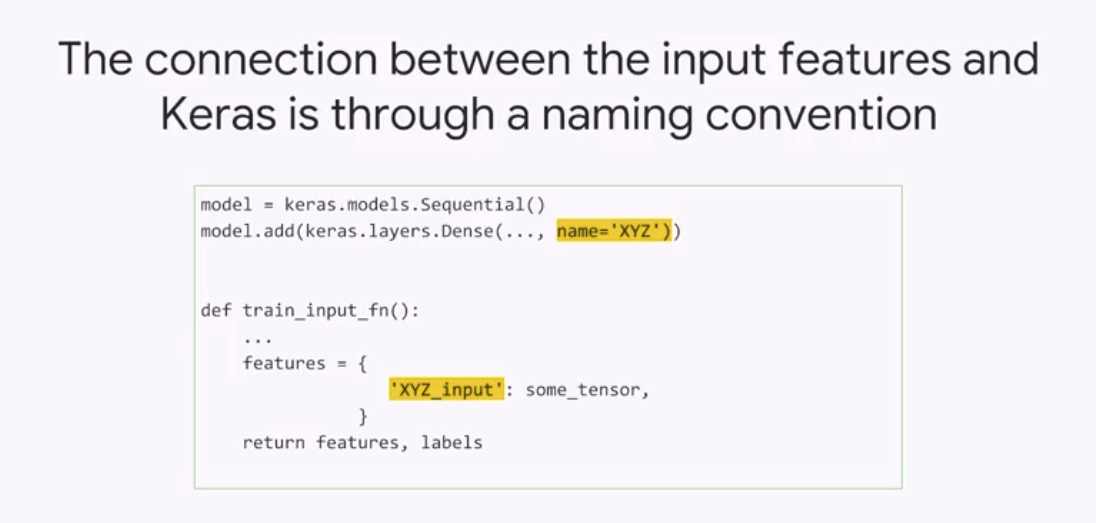 The connection between the input features and
Keras is through a naming convention
model = keras.models.Sequential()
model.add(keras.layers.Dense(..., name='XYZ'))
def train_input_fn():
    ...
    features = {
              'XYZ_input': some_tensor,
               }
    return features, labels